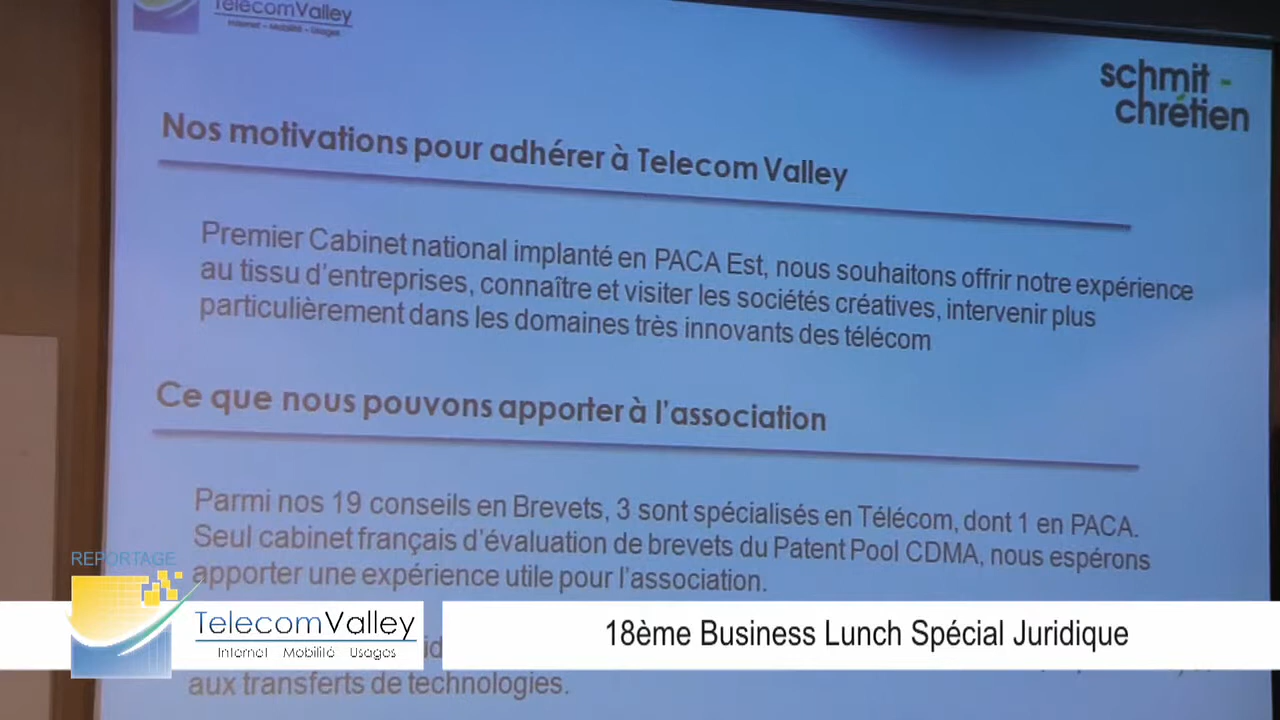 TelecomValley
Internet - Mobilité - Usages
schmit -
chrétien
Nos motivations pour adhérer à Telecom Valley
Premier Cabinet national implanté en PACA Est, nous souhaitons offrir notre expérience
au tissu d'entreprises, connaître et visiter les sociétés créatives, intervenir plus
particulièrement dans les domaines très innovants des télécom
Ce que nous pouvons apporter à l'association
Parmi nos 19 conseils en Brevets, 3 sont spécialisés en Télécom, dont 1 en PACA.
Seul cabinet français d'évaluation de brevets du Patent Pool CDMA, nous espérons
apporter une expérience utile pour l'association.
REPORTAGE
TelecomValley
Internet Mobilité Usages
18ème Business Lunch Spécial Juridique
aux transferts de technologies.